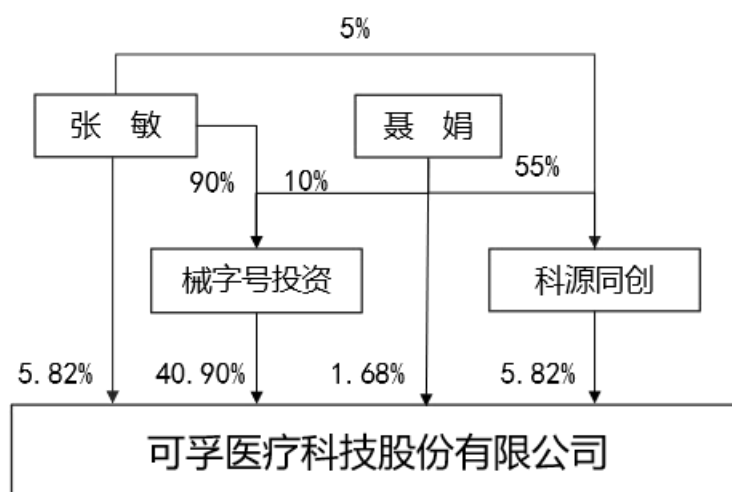 5%
张 敏
聂 娟
90%
10%
55%
械字号投资
科源同创
5.82%
40.90%
1.68%
5.82%
可孚医疗科技股份有限公司